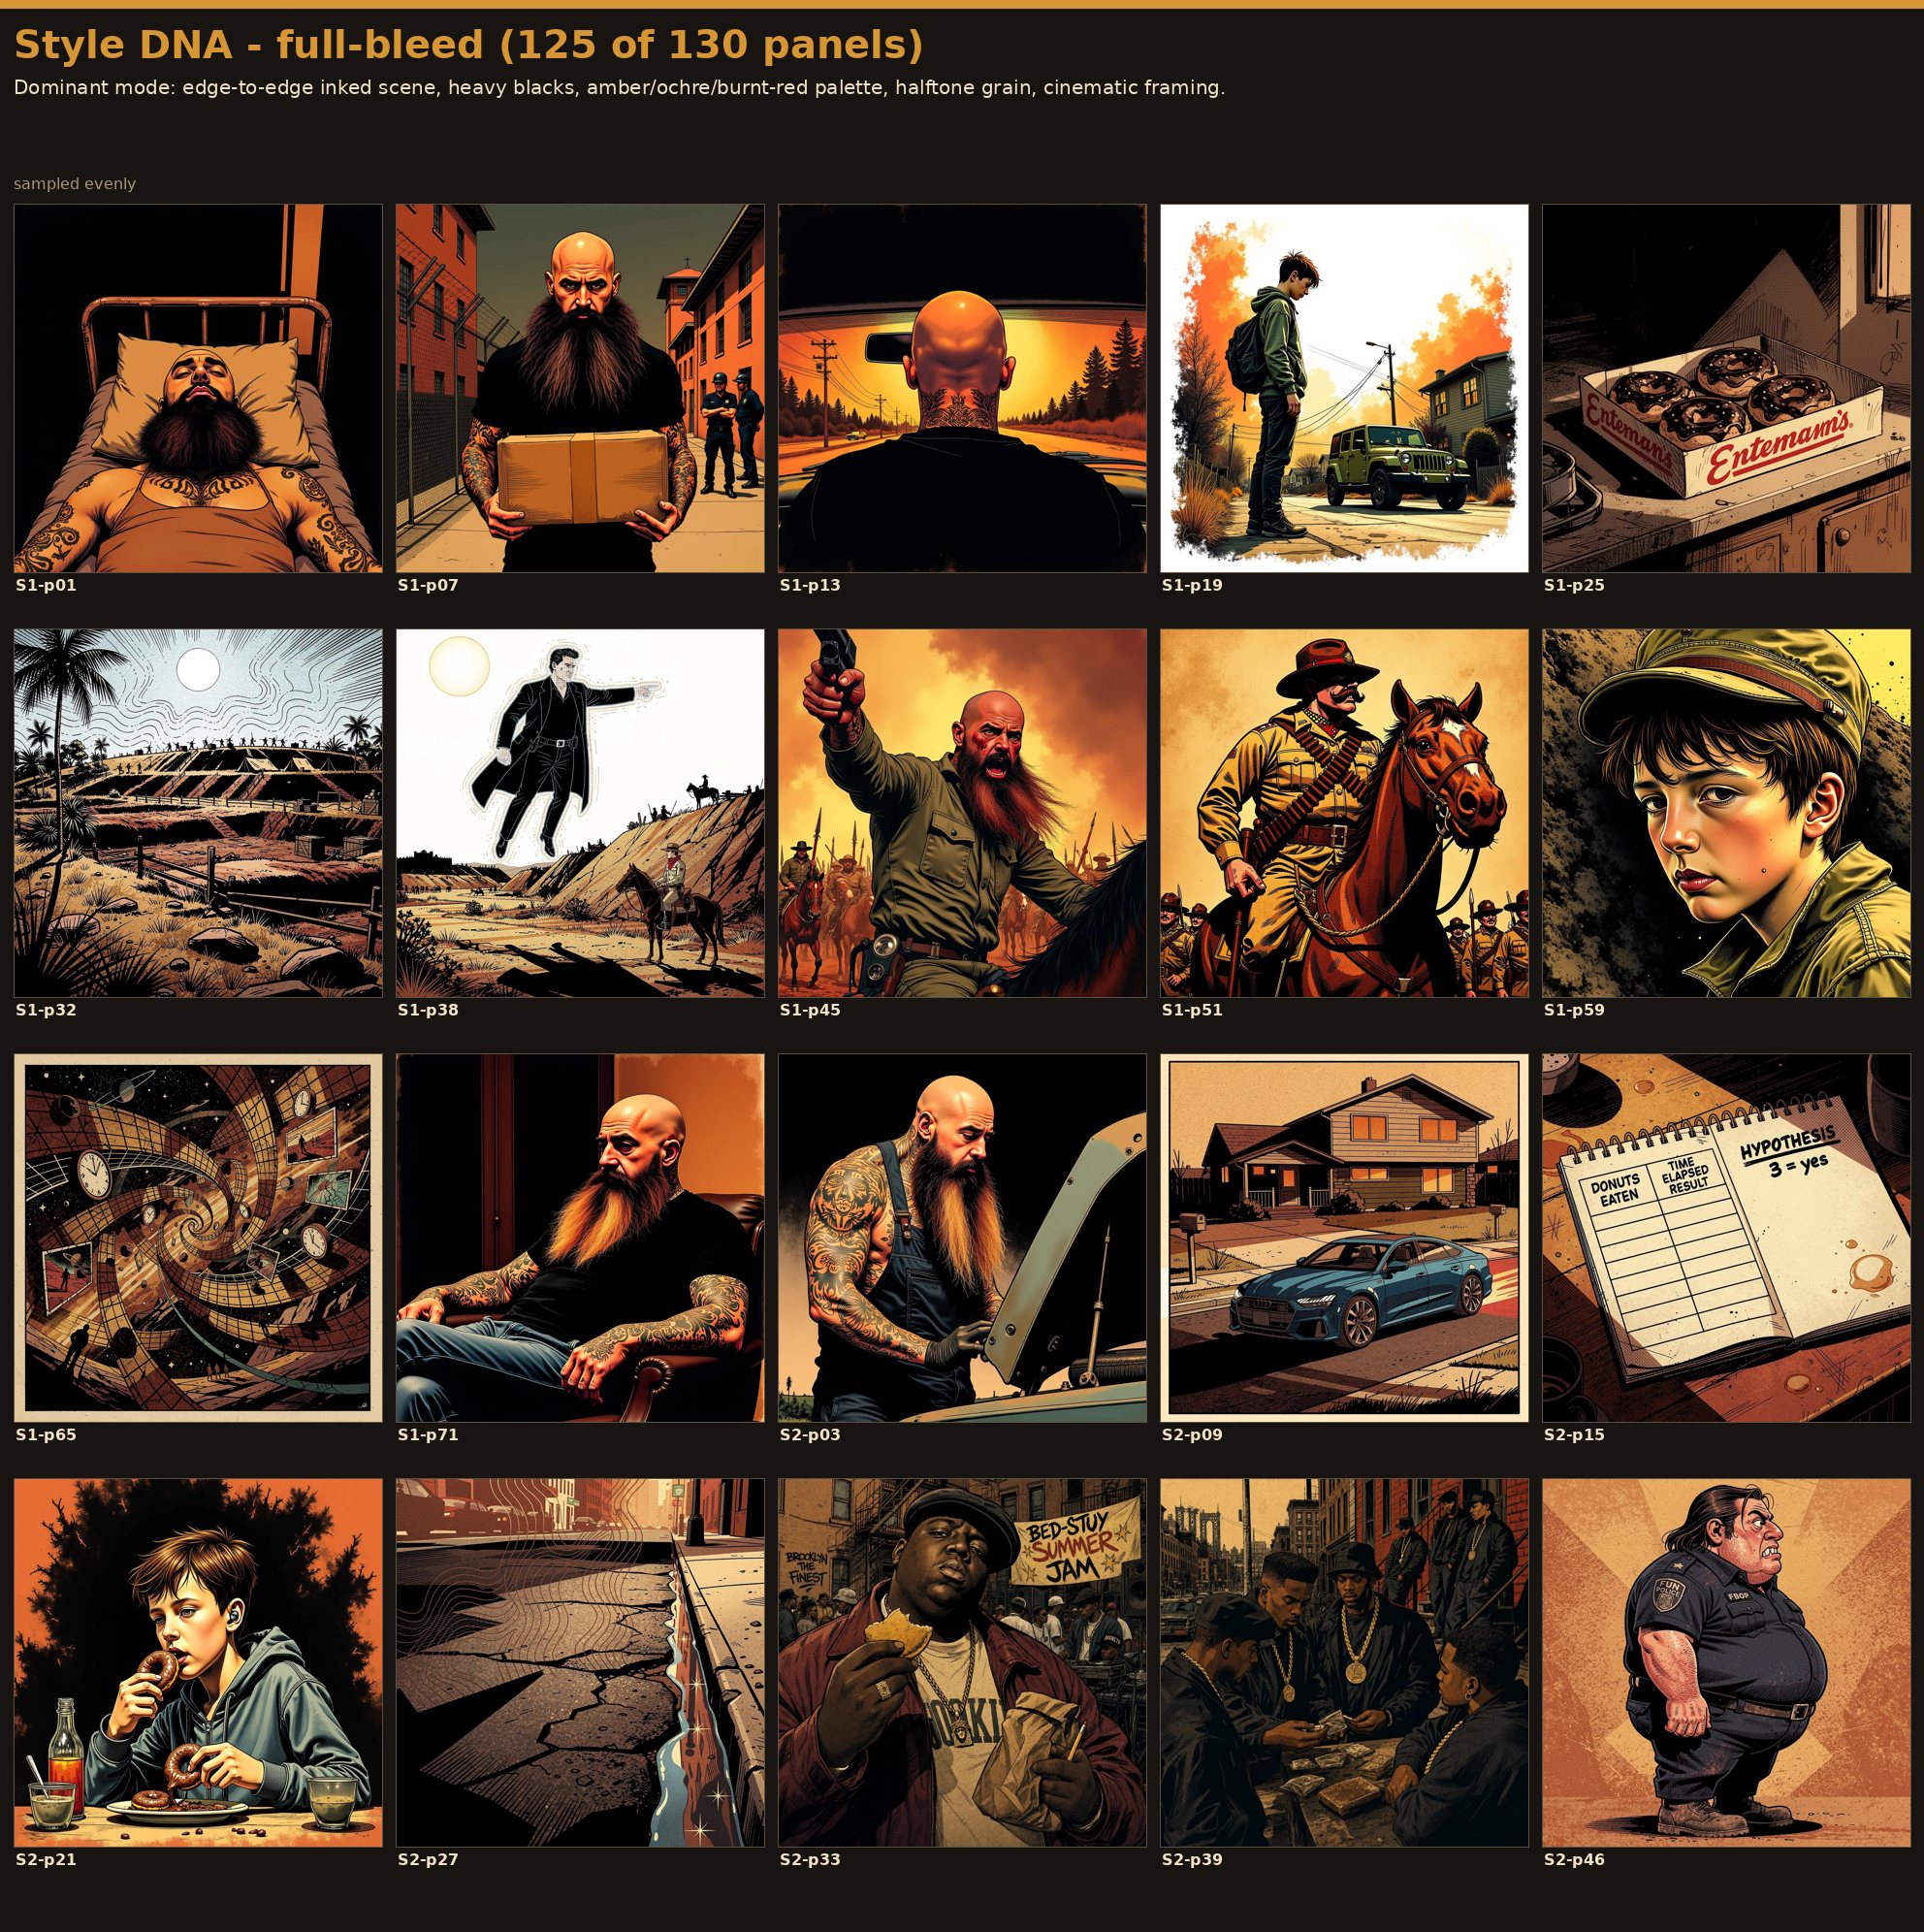 Style DNA - full-bleed (125 of 130 panels)
Dominant mode: edge-to-edge inked scene, heavy blacks, amber/ochre/burnt-red palette, halftone grain, cinematic framing.
sampled evenly
Entemann's
Entemann's
S1-p01
S1-p07
S1-p13
S1-p19
S1-p25
S1-p32
S1-p38
S1-p45
S1-p51
S1-p59
HYPOTHESIS
3 = yes
DONUTS
EATEN
TIME
ELAPSED
RESULT
S1-p65
S1-p71
S2-p03
S2-p09
S2-p15
BROOKLYN
THE
FINEST
BED-STUY
SUMMER
JAM
FUN
POLICE
FBOP
S2-p21
S2-p27
S2-p33
S2-p39
S2-p46